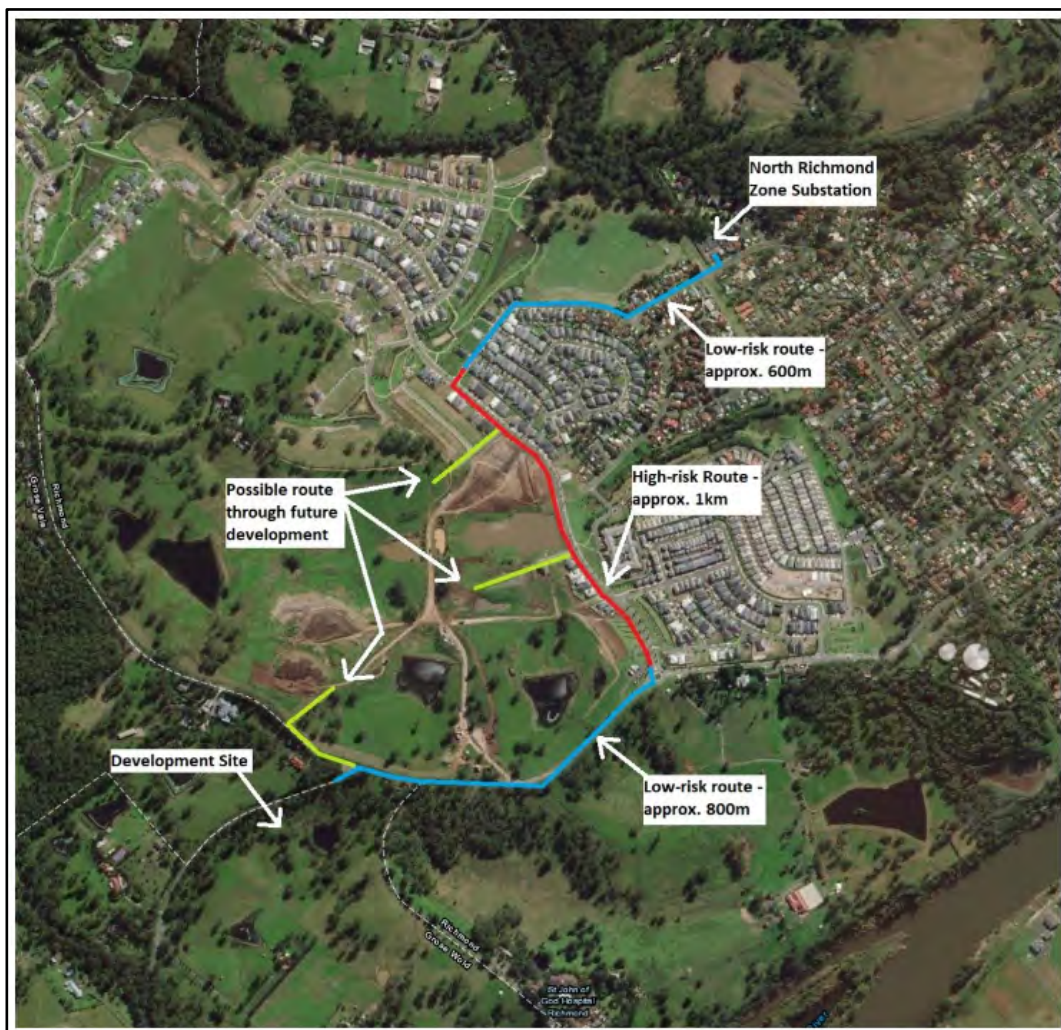 North Richmond
Zone Substation
Low-risk route -
approx. 600m
High-risk Route -
approx. 1km
Possible route
through future
development
Richmond
Grose Vale
Development Site
Low-risk route -
approx. 800m
Richmond
Grose Wold
St John of
God Hospital
Richmond
River